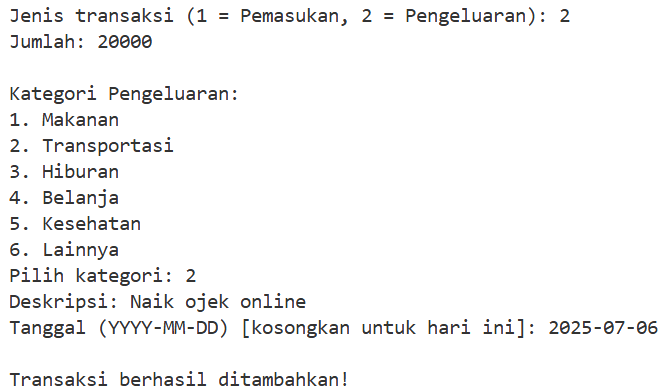 Jenis transaksi (1 = Pemasukan, 2 = Pengeluaran): 2
Jumlah: 20000

Kategori Pengeluaran:
1. Makanan
2. Transportasi
3. Hiburan
4. Belanja
5. Kesehatan
6. Lainnya
Pilih kategori: 2
Deskripsi: Naik ojek online
Tanggal (YYYY-MM-DD) [kosongkan untuk hari ini]: 2025-07-06

Transaksi berhasil ditambahkan!